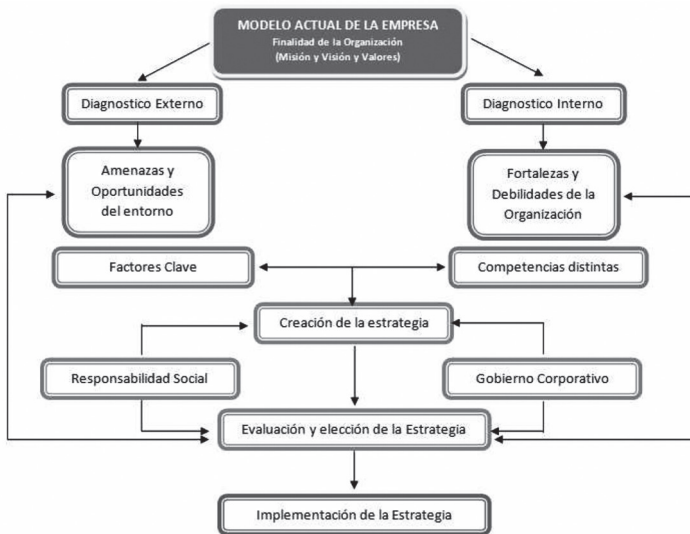 MODELO ACTUAL DE LA EMPRESA
Finalidad de la Organización
(Misión y Visión y Valores)
Diagnostico Externo
Diagnostico Interno
Amenazas y
Oportunidades
del entorno
Fortalezas y
Debilidades de la
Organización
Factores Clave
Competencias distintas
Creación de la estrategia
Responsabilidad Social
Gobierno Corporativo
Evaluación y elección de la Estrategia
Implementación de la Estrategia